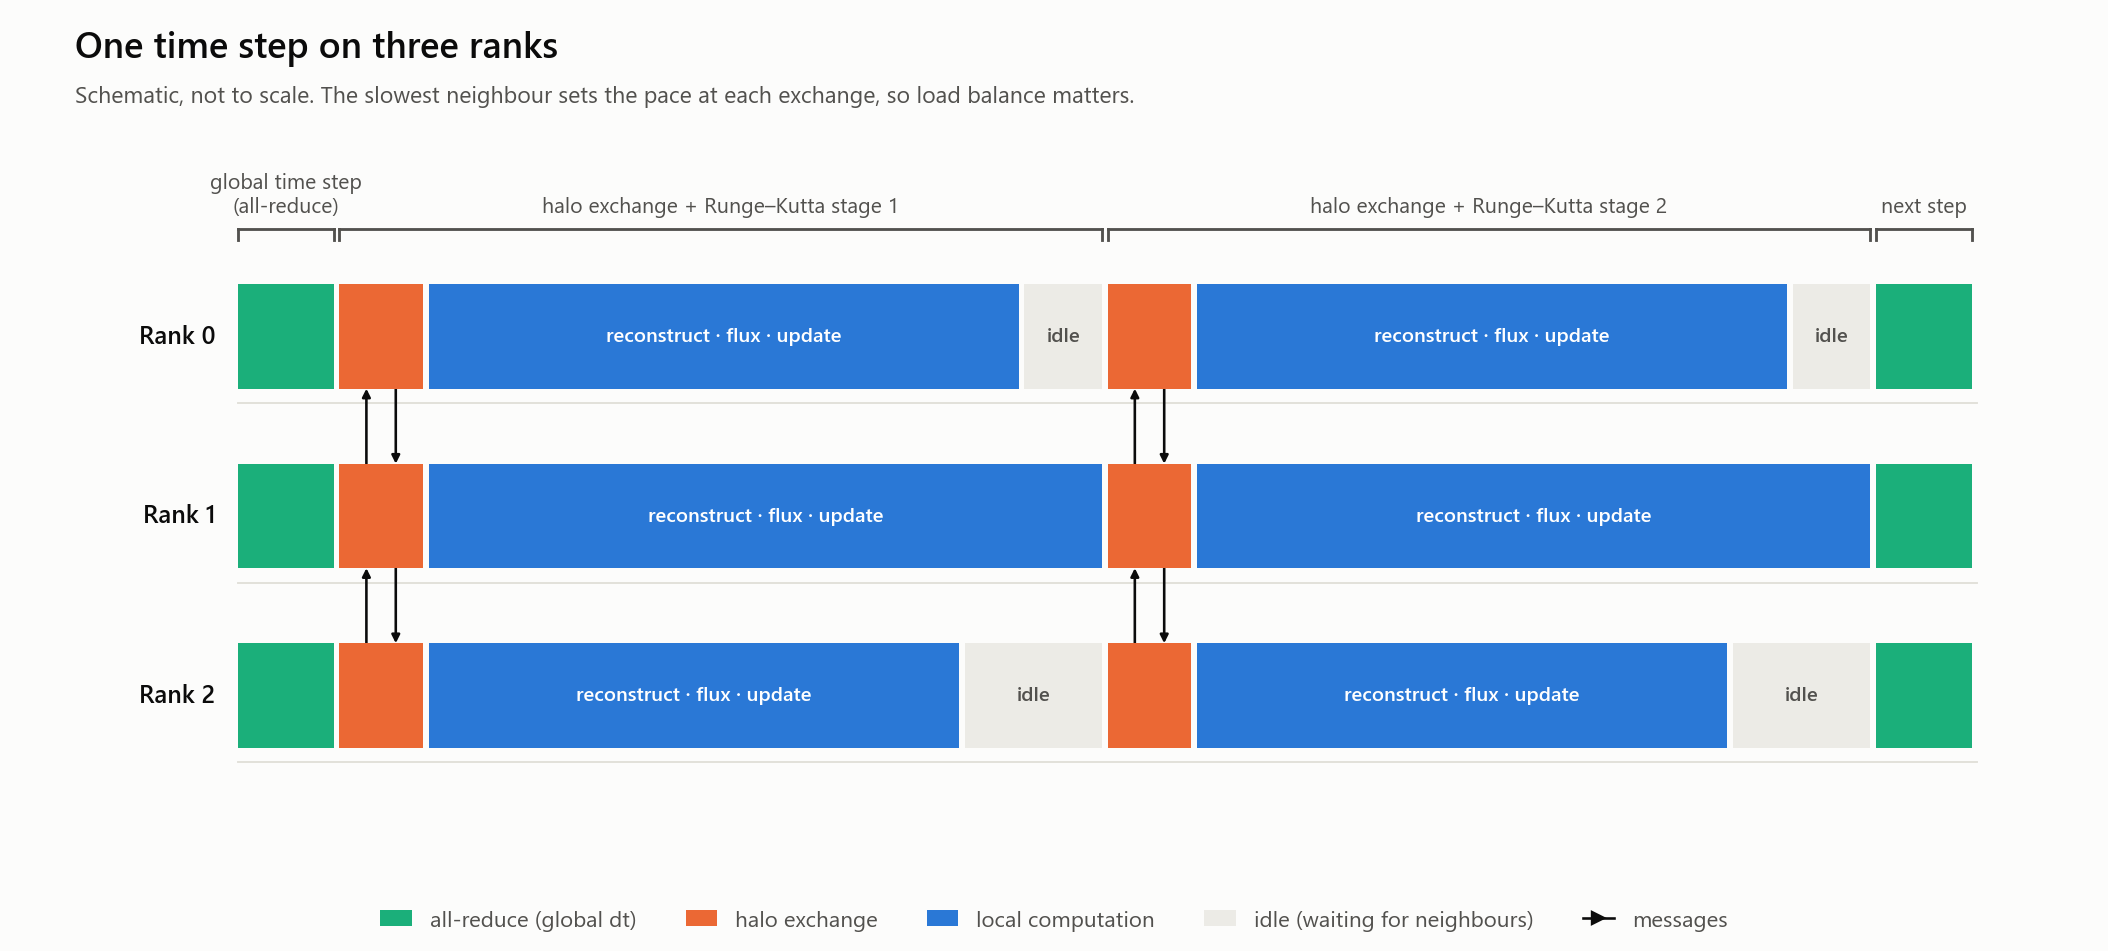 One time step on three ranks
Schematic, not to scale. The slowest neighbour sets the pace at each exchange, so load balance matters.
global time step
(all-reduce)
halo exchange + Runge–Kutta stage 1
halo exchange + Runge–Kutta stage 2
next step
Rank 0
reconstruct · flux · update
idle
reconstruct · flux · update
idle
Rank 1
reconstruct · flux · update
reconstruct · flux · update
Rank 2
reconstruct · flux · update
idle
reconstruct · flux · update
idle
all-reduce (global dt)
halo exchange
local computation
idle (waiting for neighbours)
messages